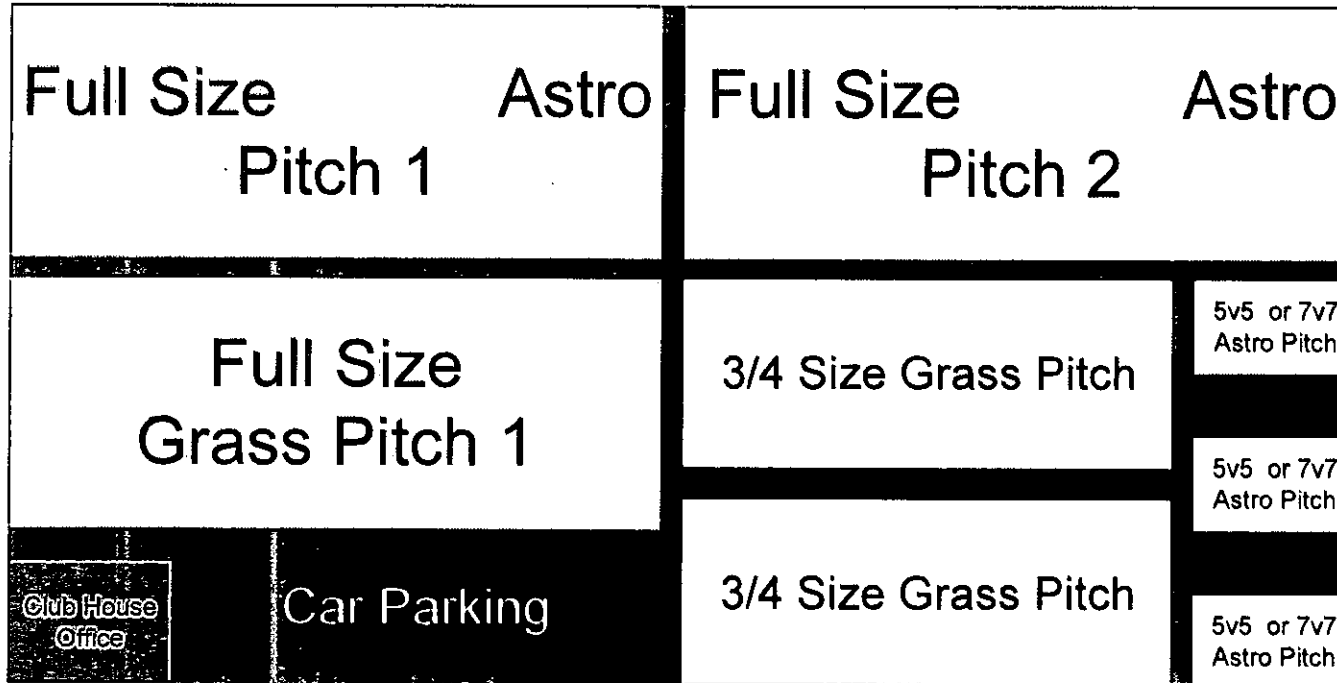 Full Size Astro
Pitch 1
Full Size Astro
Pitch 2
Full Size
Grass Pitch 1
3/4 Size Grass Pitch
5v5 or 7v7
Astro Pitch
5v5 or 7v7
Astro Pitch
3/4 Size Grass Pitch
5v5 or 7v7
Astro Pitch
Club House
Office
Car Parking